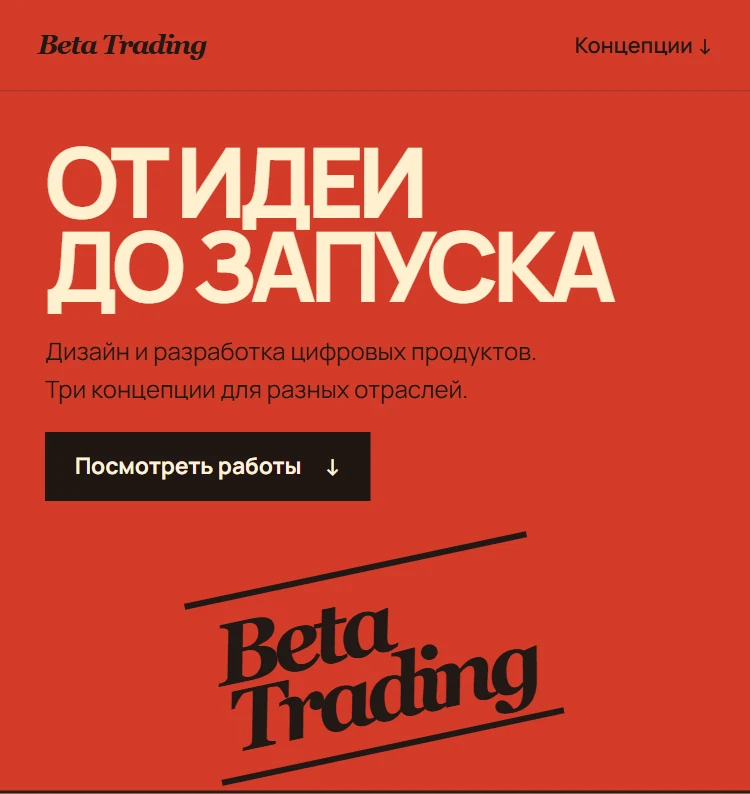 Beta Trading
Концепции ↓
ОТ ИДЕИ
ДО ЗАПУСКА
Дизайн и разработка цифровых продуктов.
Три концепции для разных отраслей.
Посмотреть работы ↓
Beta
Trading